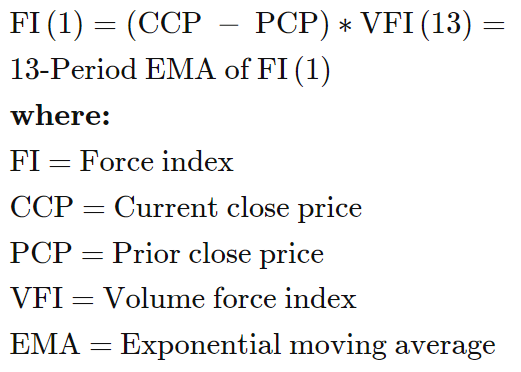 FI (1) = (CCP − PCP) ∗ VFI (13) =
13-Period EMA of FI (1)
where:
FI = Force index
CCP = Current close price
PCP = Prior close price
VFI = Volume force index
EMA = Exponential moving average